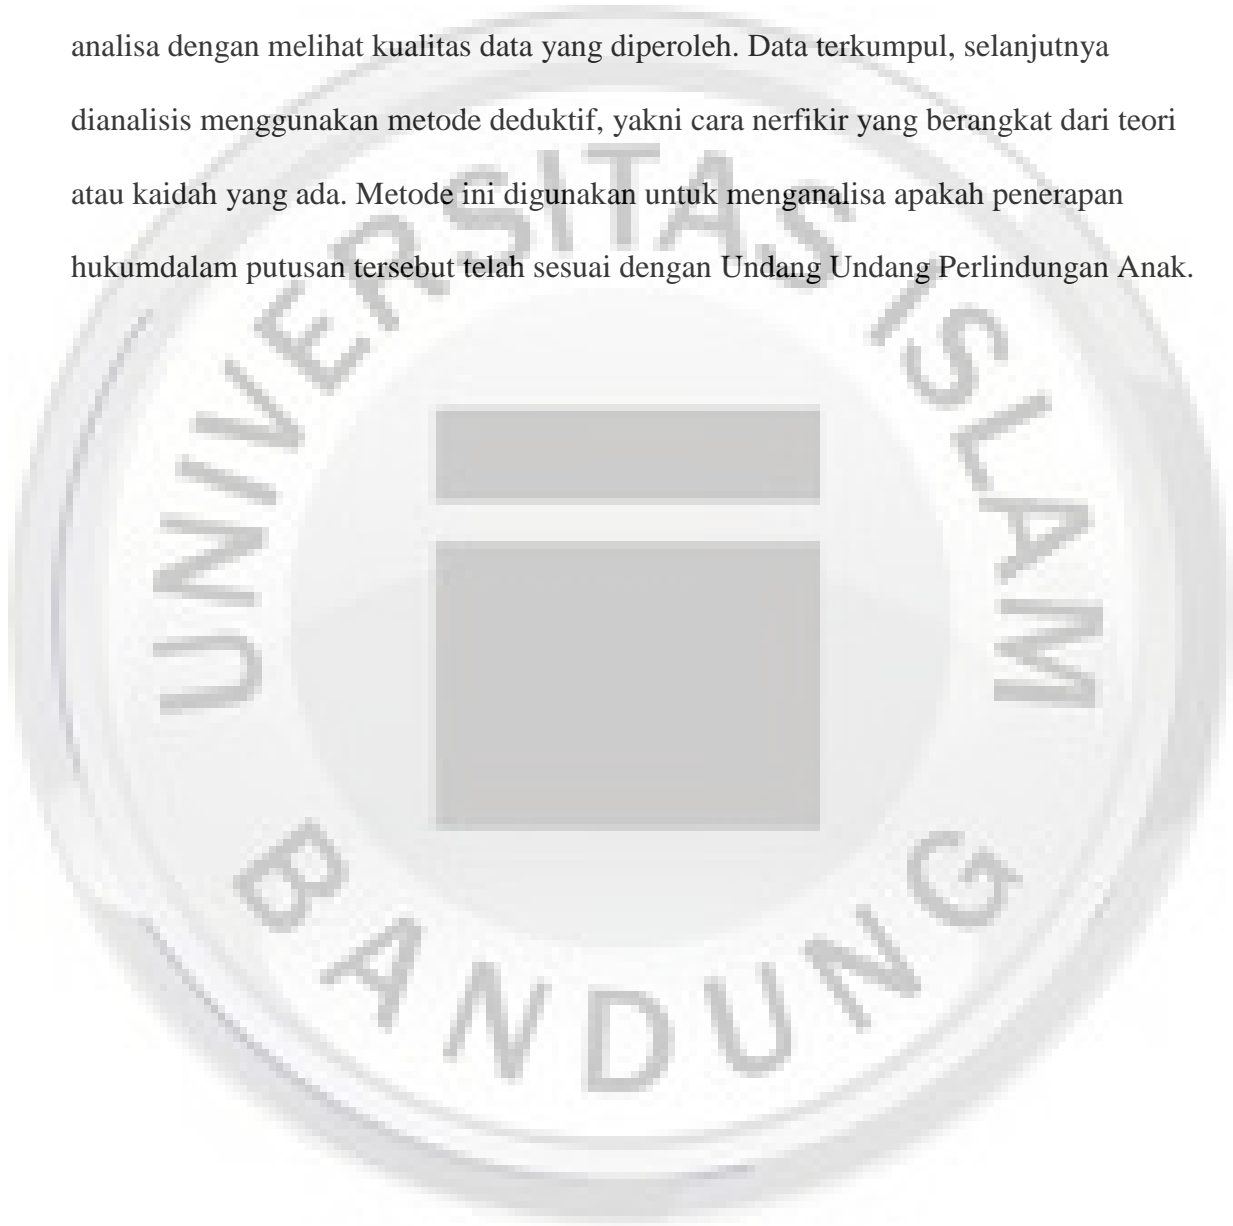 analisa dengan melihat kualitas data yang diperoleh. Data terkumpul, selanjutnya
dianalisis menggunakan metode deduktif, yakni cara nerfikir yang berangkat dari teori
atau kaidah yang ada. Metode ini digunakan untuk menganalisa apakah penerapan
hukumdalam putusan tersebut telah sesuai dengan Undang Undang Perlindungan Anak.
UNIVERSITAS ISLAM
BANDUNG